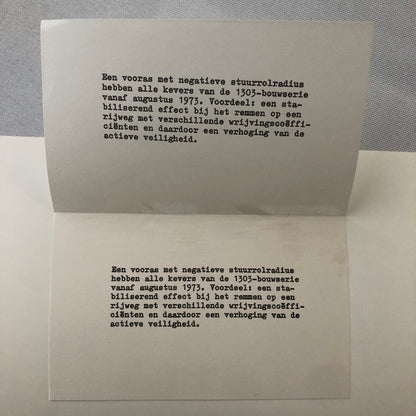 Een vooras met negatieve stuurrolradius
hebben alle kevers van de 1303-bouwserie
vanaf augustus 1973. Voordeel: een sta-
biliserend effect bij het remmen op een
rijweg met verschillende wrijvingscoëffi-
ciënten en daardoor een verhoging van de
actieve veiligheid.
Een vooras met negatieve stuurrolradius
hebben alle kevers van de 1303-bouwserie
vanaf augustus 1973. Voordeel: een sta-
biliserend effect bij het remmen op een
rijweg met verschillende wrijvingscoëffi-
ciënten en daardoor een verhoging van de
actieve veiligheid.